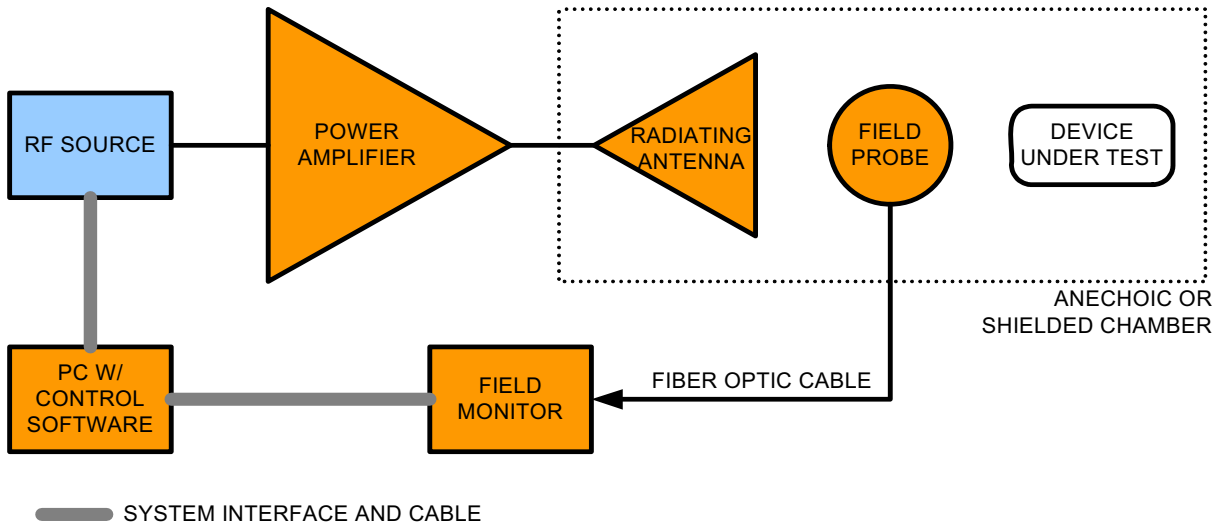 RF SOURCE
POWER
AMPLIFIER
RADIATING
ANTENNA
FIELD
PROBE
DEVICE
UNDER TEST
ANECHOIC OR
SHIELDED CHAMBER
PC W/
CONTROL
SOFTWARE
FIELD
MONITOR
FIBER OPTIC CABLE
SYSTEM INTERFACE AND CABLE